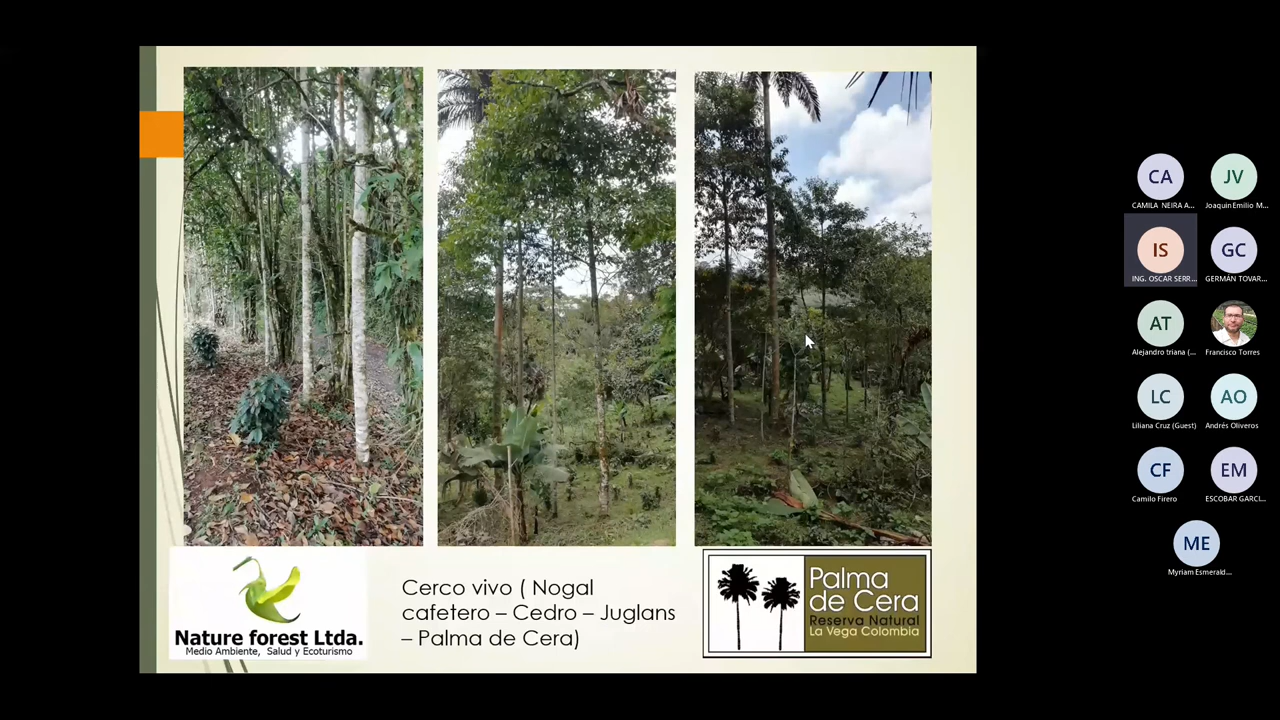 Cerco vivo ( Nogal
cafetero – Cedro – Juglans
– Palma de Cera)
Nature forest Ltda.
Medio Ambiente, Salud y Ecoturismo
Palma
de Cera
Reserva Natural
La Vega Colombia
CA
CAMILA NEIRA A...
JV
Joaquin Emilio M...
IS
ING. OSCAR SERR...
GC
GERMÁN TOVAR...
AT
Alejandro triana (...
Francisco Torres
LC
Liliana Cruz (Guest)
AO
Andrés Oliveros
CF
Camilo Firero
EM
ESCOBAR GARCI...
ME
Myriam Esmerald...